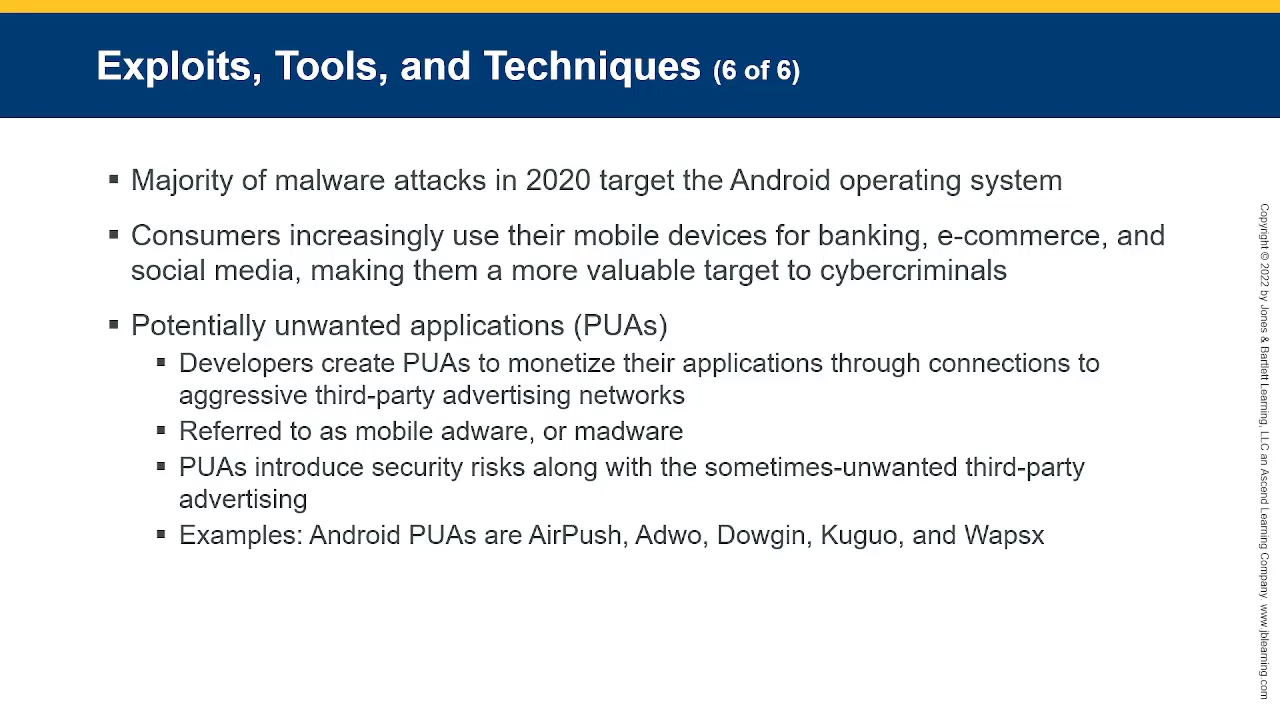 Exploits, Tools, and Techniques (6 of 6)
▪ Majority of malware attacks in 2020 target the Android operating system
▪ Consumers increasingly use their mobile devices for banking, e-commerce, and
social media, making them a more valuable target to cybercriminals
▪ Potentially unwanted applications (PUAs)
▪ Developers create PUAs to monetize their applications through connections to
aggressive third-party advertising networks
▪ Referred to as mobile adware, or madware
▪ PUAs introduce security risks along with the sometimes-unwanted third-party
advertising
▪ Examples: Android PUAs are AirPush, Adwo, Dowgin, Kuguo, and Wapsx
Copyright © 2022 by Jones & Bartlett Learning, LLC an Ascend Learning Company. www.jblearning.com